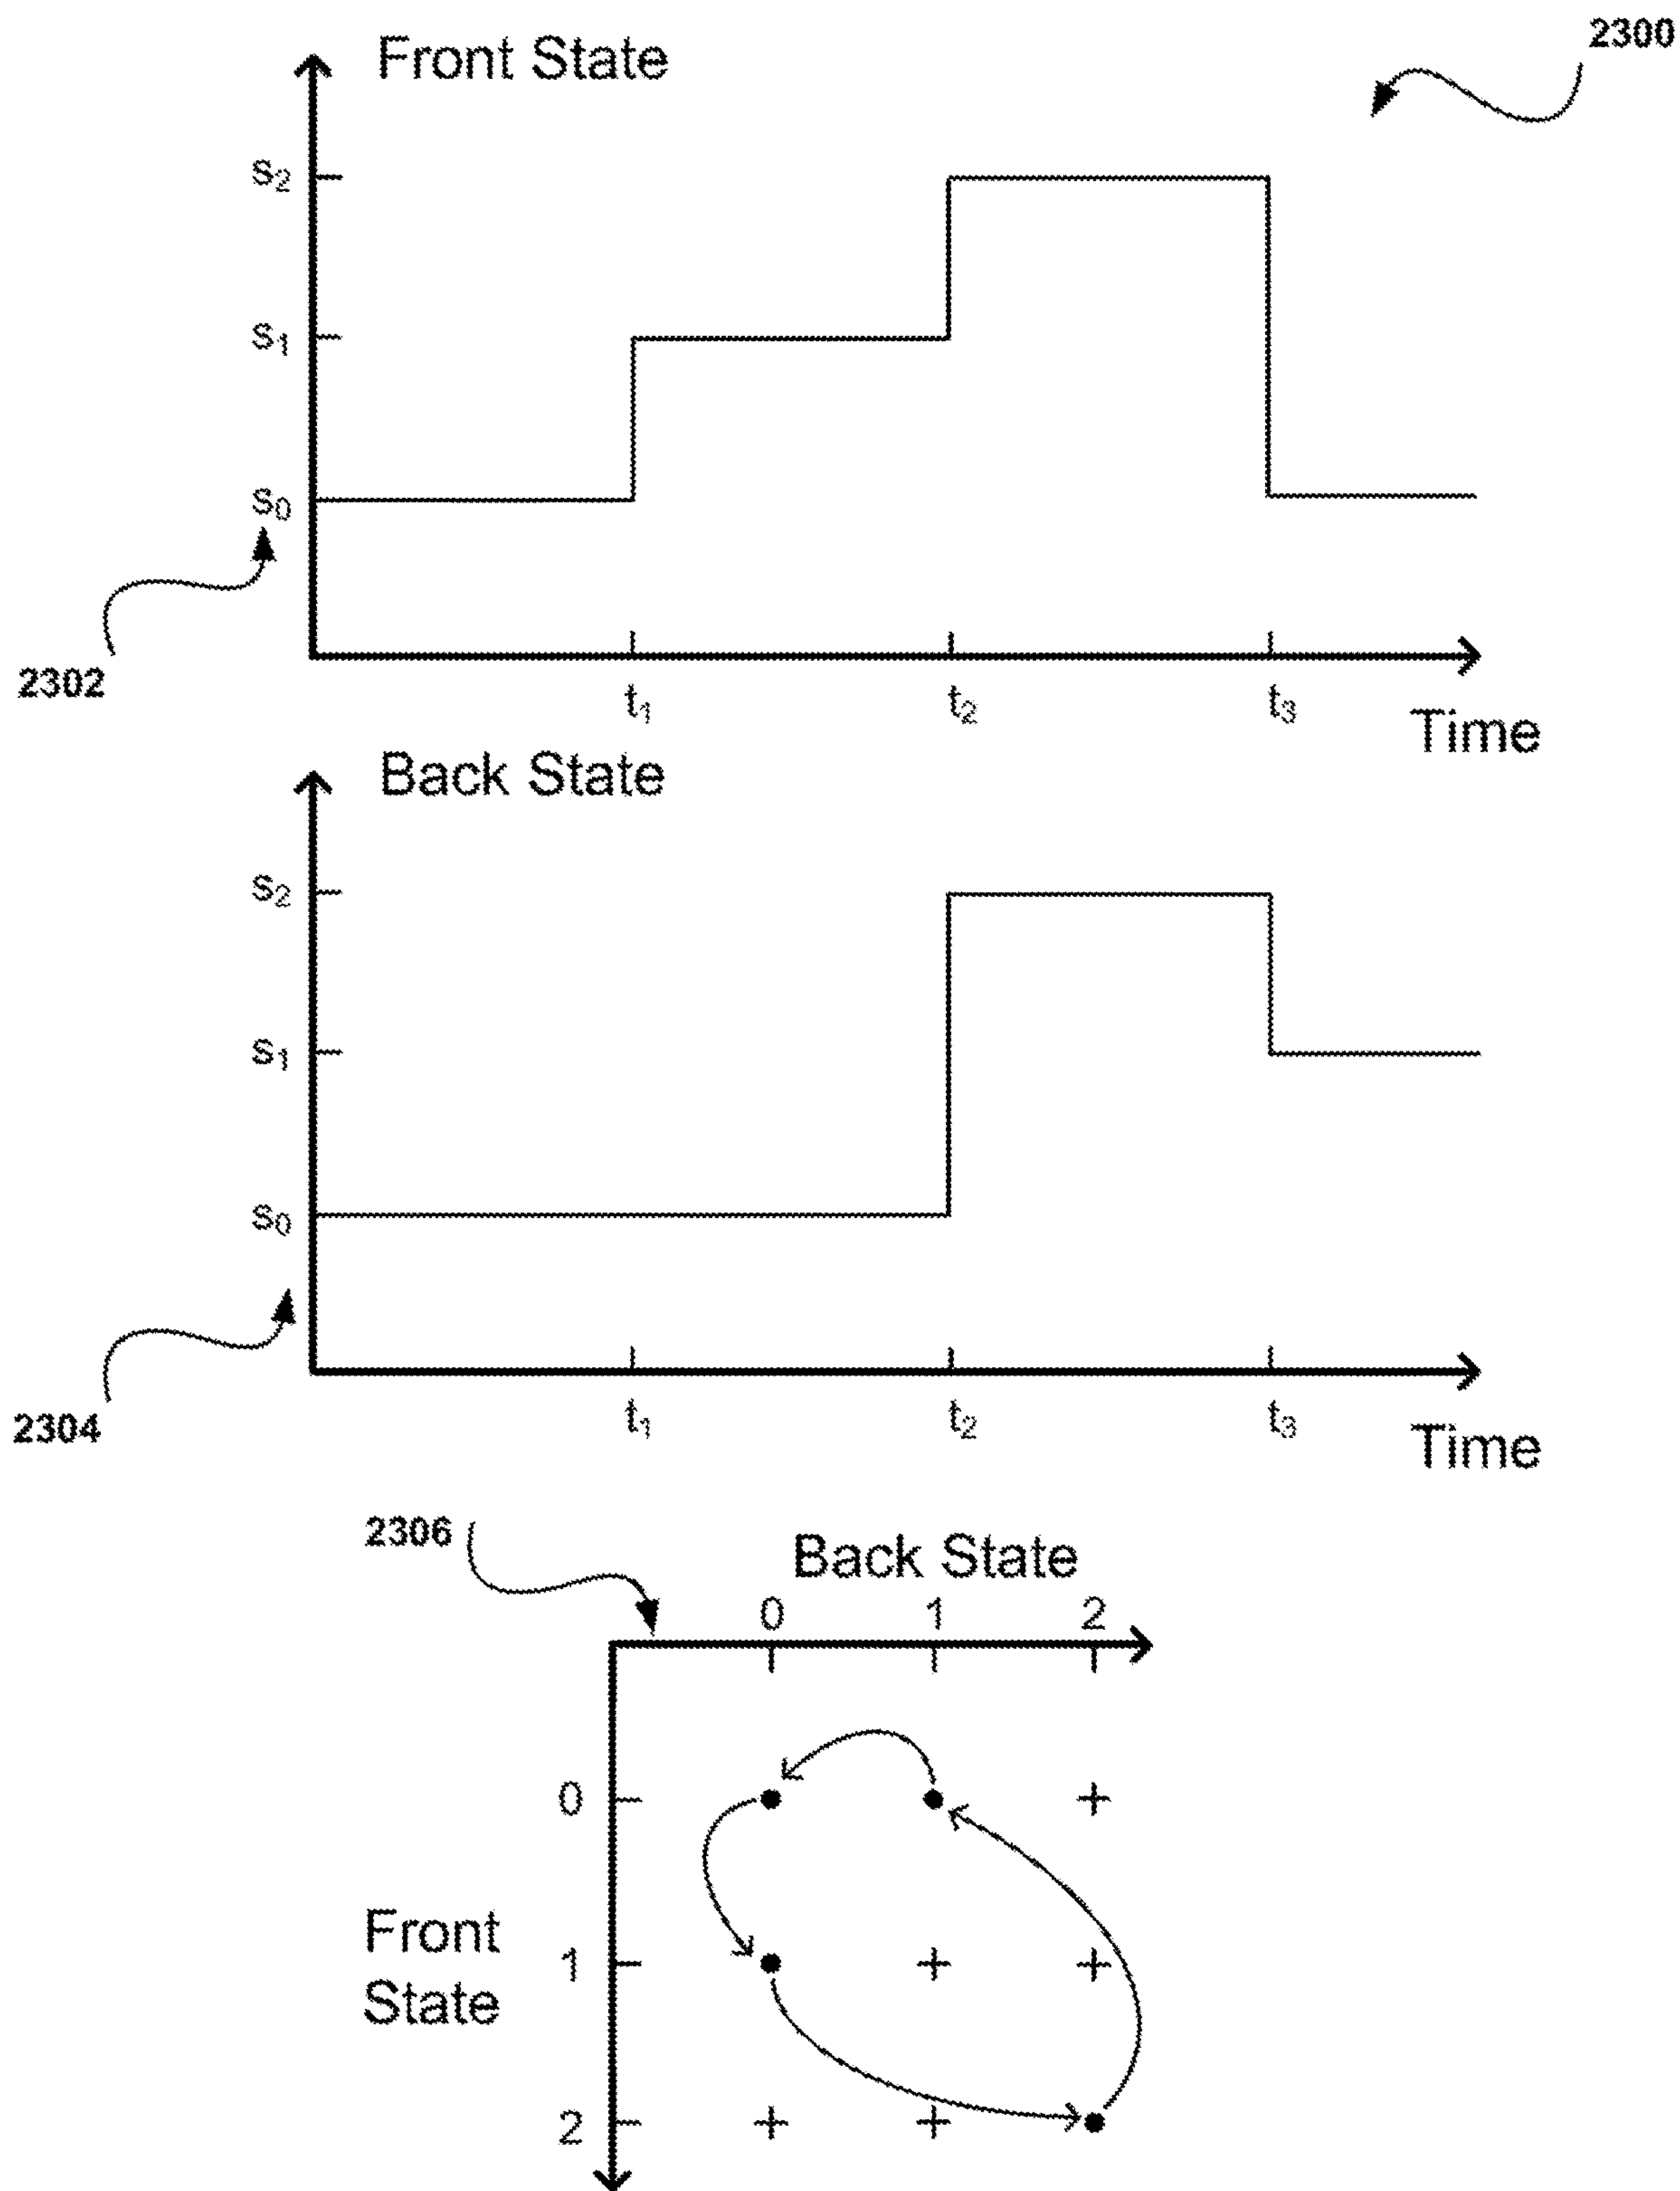 2300
Front State
s2
s1
s0
2302
t1 t2 t3
Time
Back State
s2
s1
s0
2304
t1 t2 t3
Time
2306
Back State
0 1 2
0
Front
1
State
2